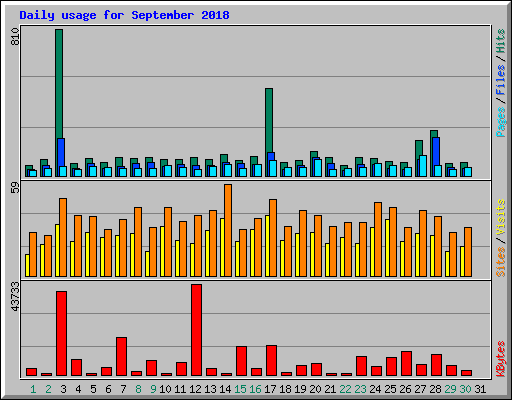 Daily usage for September 2018
810
Pages / Files / Hits
59
Sites / Visits
43733
KBytes
1 2 3 4 5 6 7 8 9 10 11 12 13 14 15 16 17 18 19 20 21 22 23 24 25 26 27 28 29 30 31